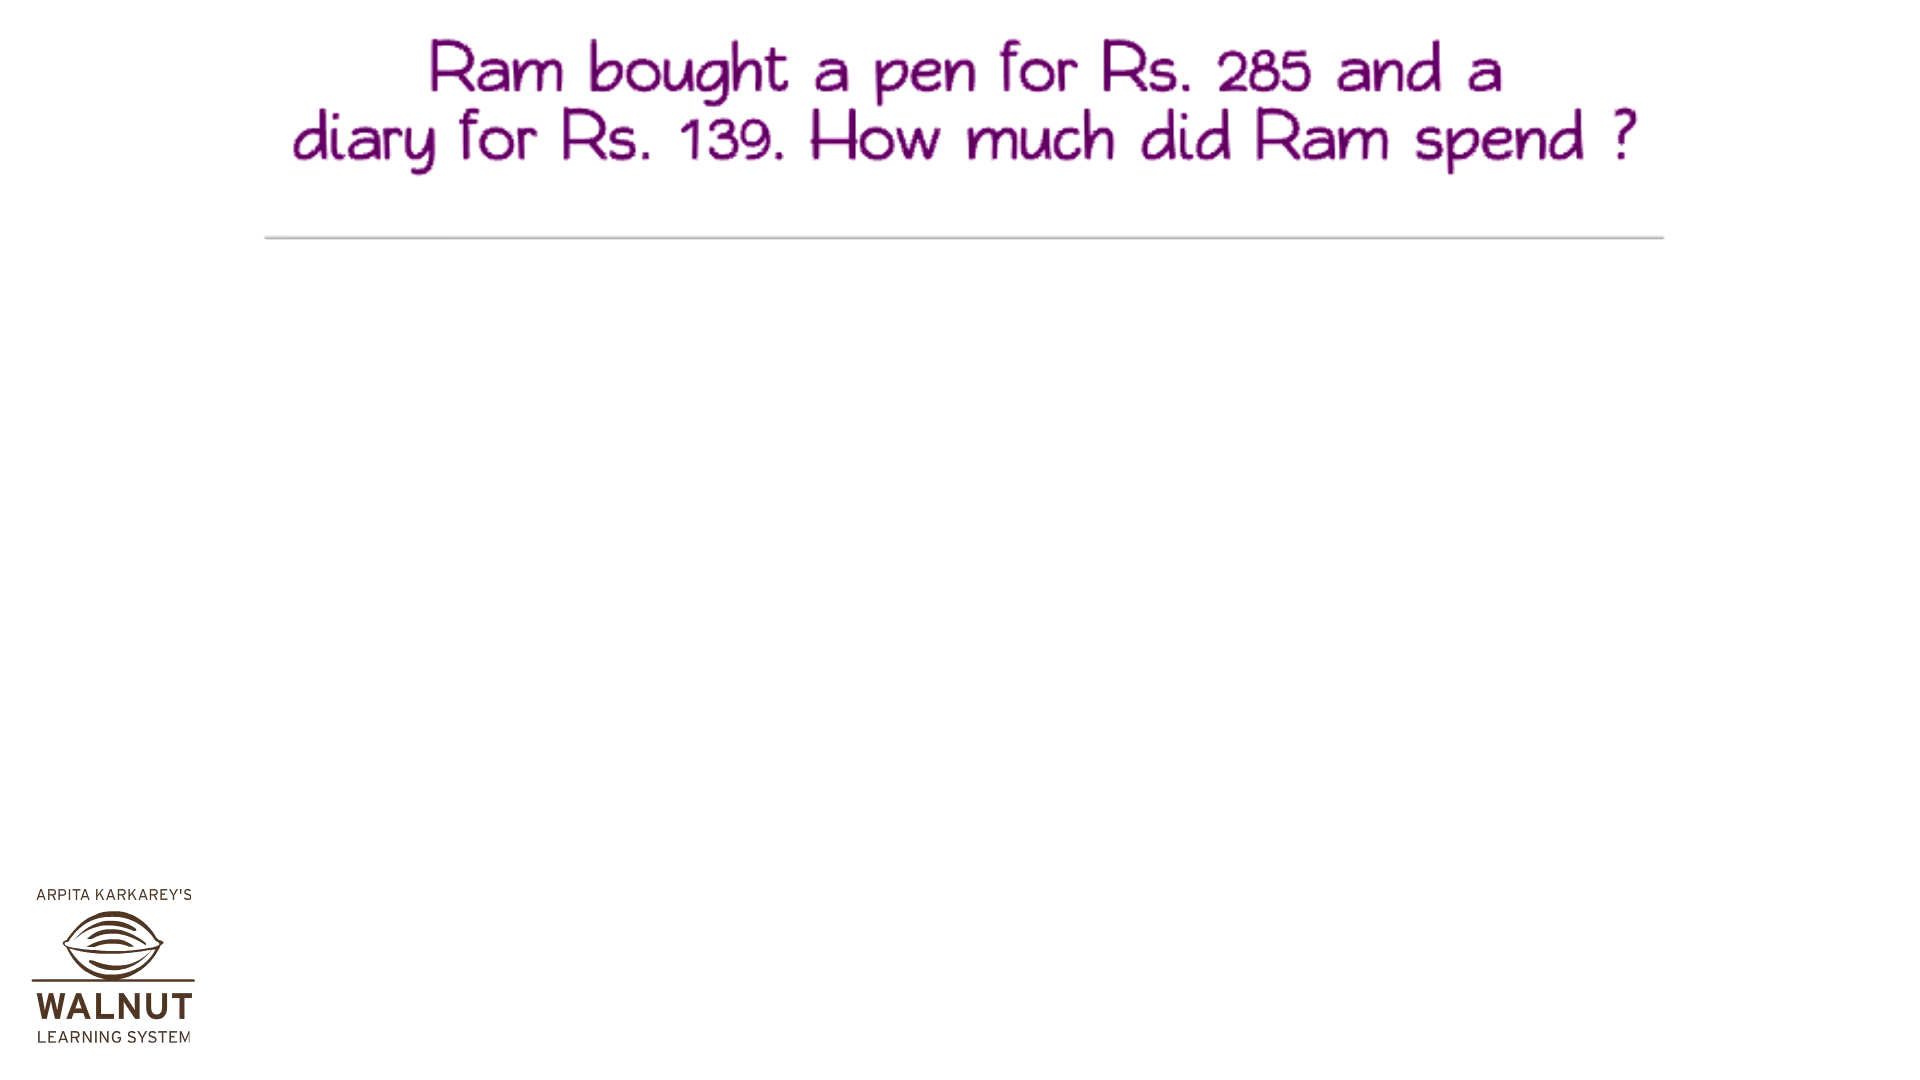 Ram bought a pen for Rs. 285 and a
diary for Rs. 139. How much did Ram spend ?
ARPITA KARKAREY'S
WALNUT
LEARNING SYSTEM